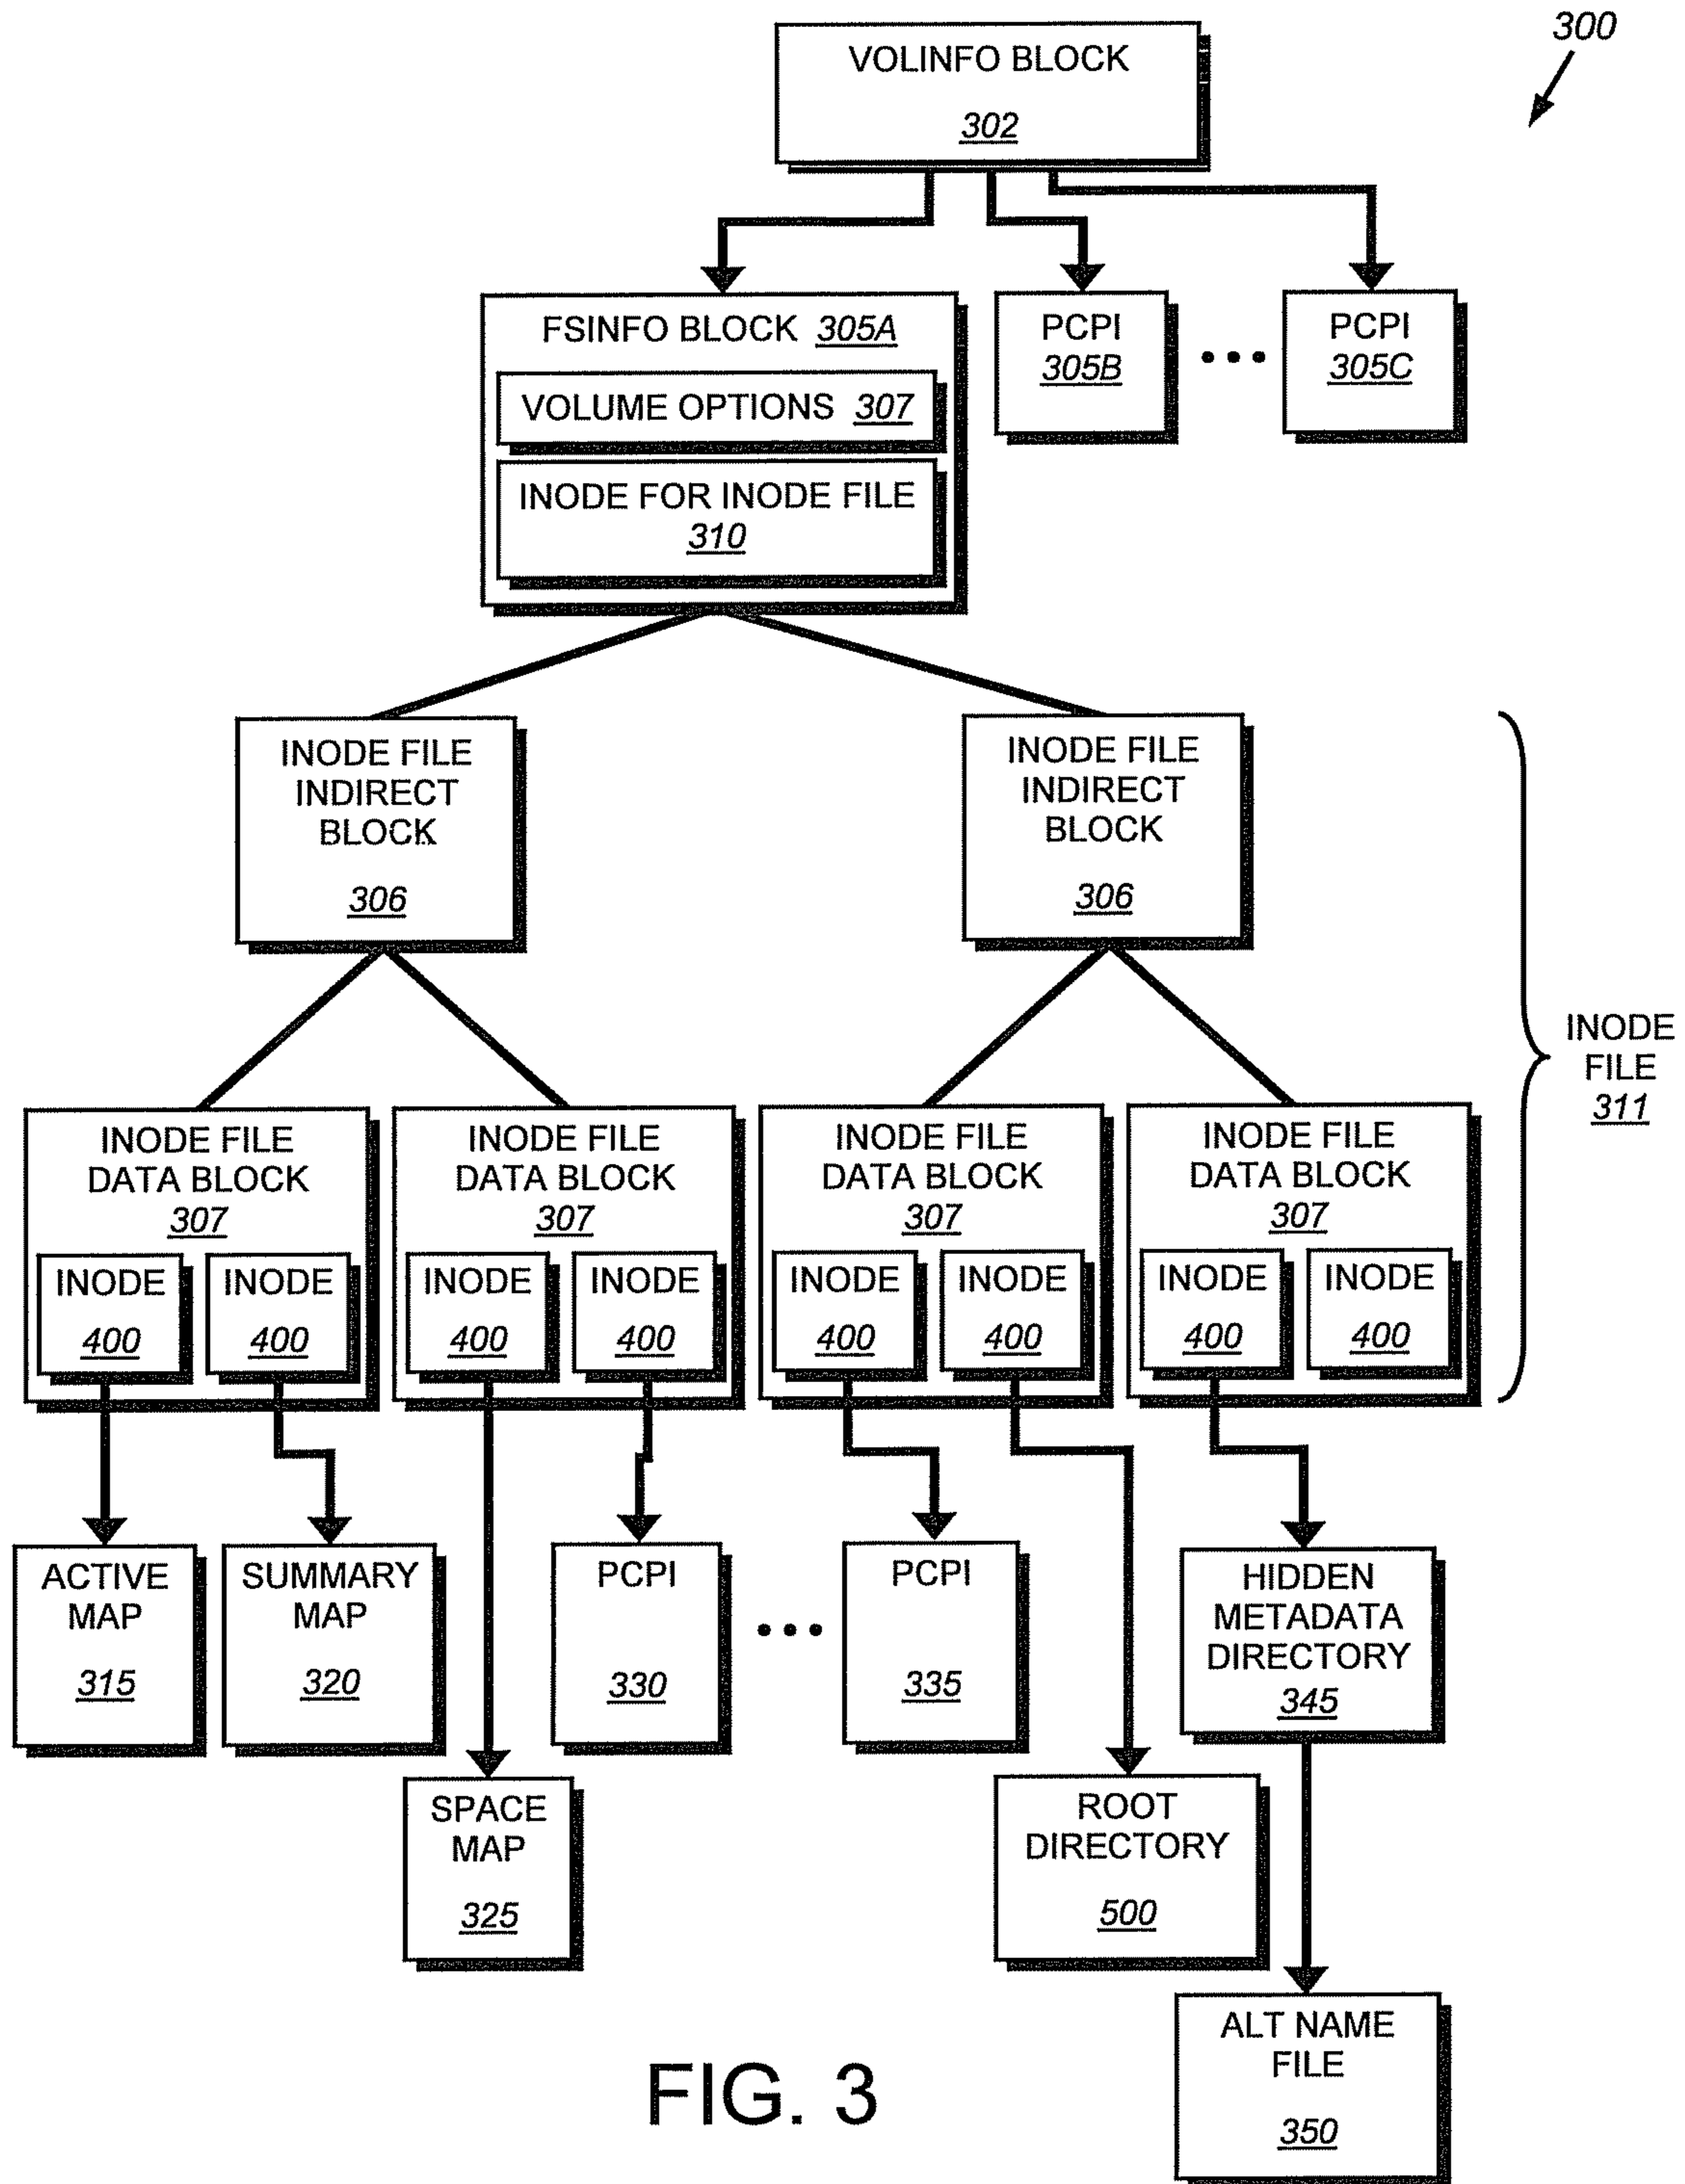 300
VOLINFO BLOCK
302
FSINFO BLOCK 305A
VOLUME OPTIONS 307
INODE FOR INODE FILE
310
PCPI
305B
•••
PCPI
305C
INODE FILE
INDIRECT
BLOCK
306
INODE FILE
INDIRECT
BLOCK
306
INODE
FILE
311
INODE FILE
DATA BLOCK
307
INODE
400
INODE
400
INODE FILE
DATA BLOCK
307
INODE
400
INODE
400
INODE FILE
DATA BLOCK
307
INODE
400
INODE
400
INODE FILE
DATA BLOCK
307
INODE
400
INODE
400
ACTIVE
MAP
315
SUMMARY
MAP
320
SPACE
MAP
325
PCPI
330
•••
PCPI
335
ROOT
DIRECTORY
500
HIDDEN
METADATA
DIRECTORY
345
ALT NAME
FILE
350
FIG. 3